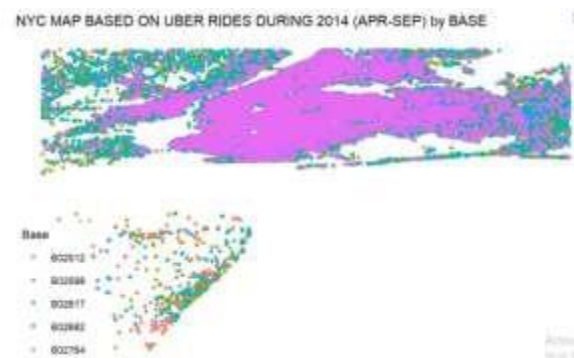 NYC MAP BASED ON UBER RIDES DURING 2014 (APR-SEP) by BASE
Base
B02512
B02598
B02617
B02682
B02764